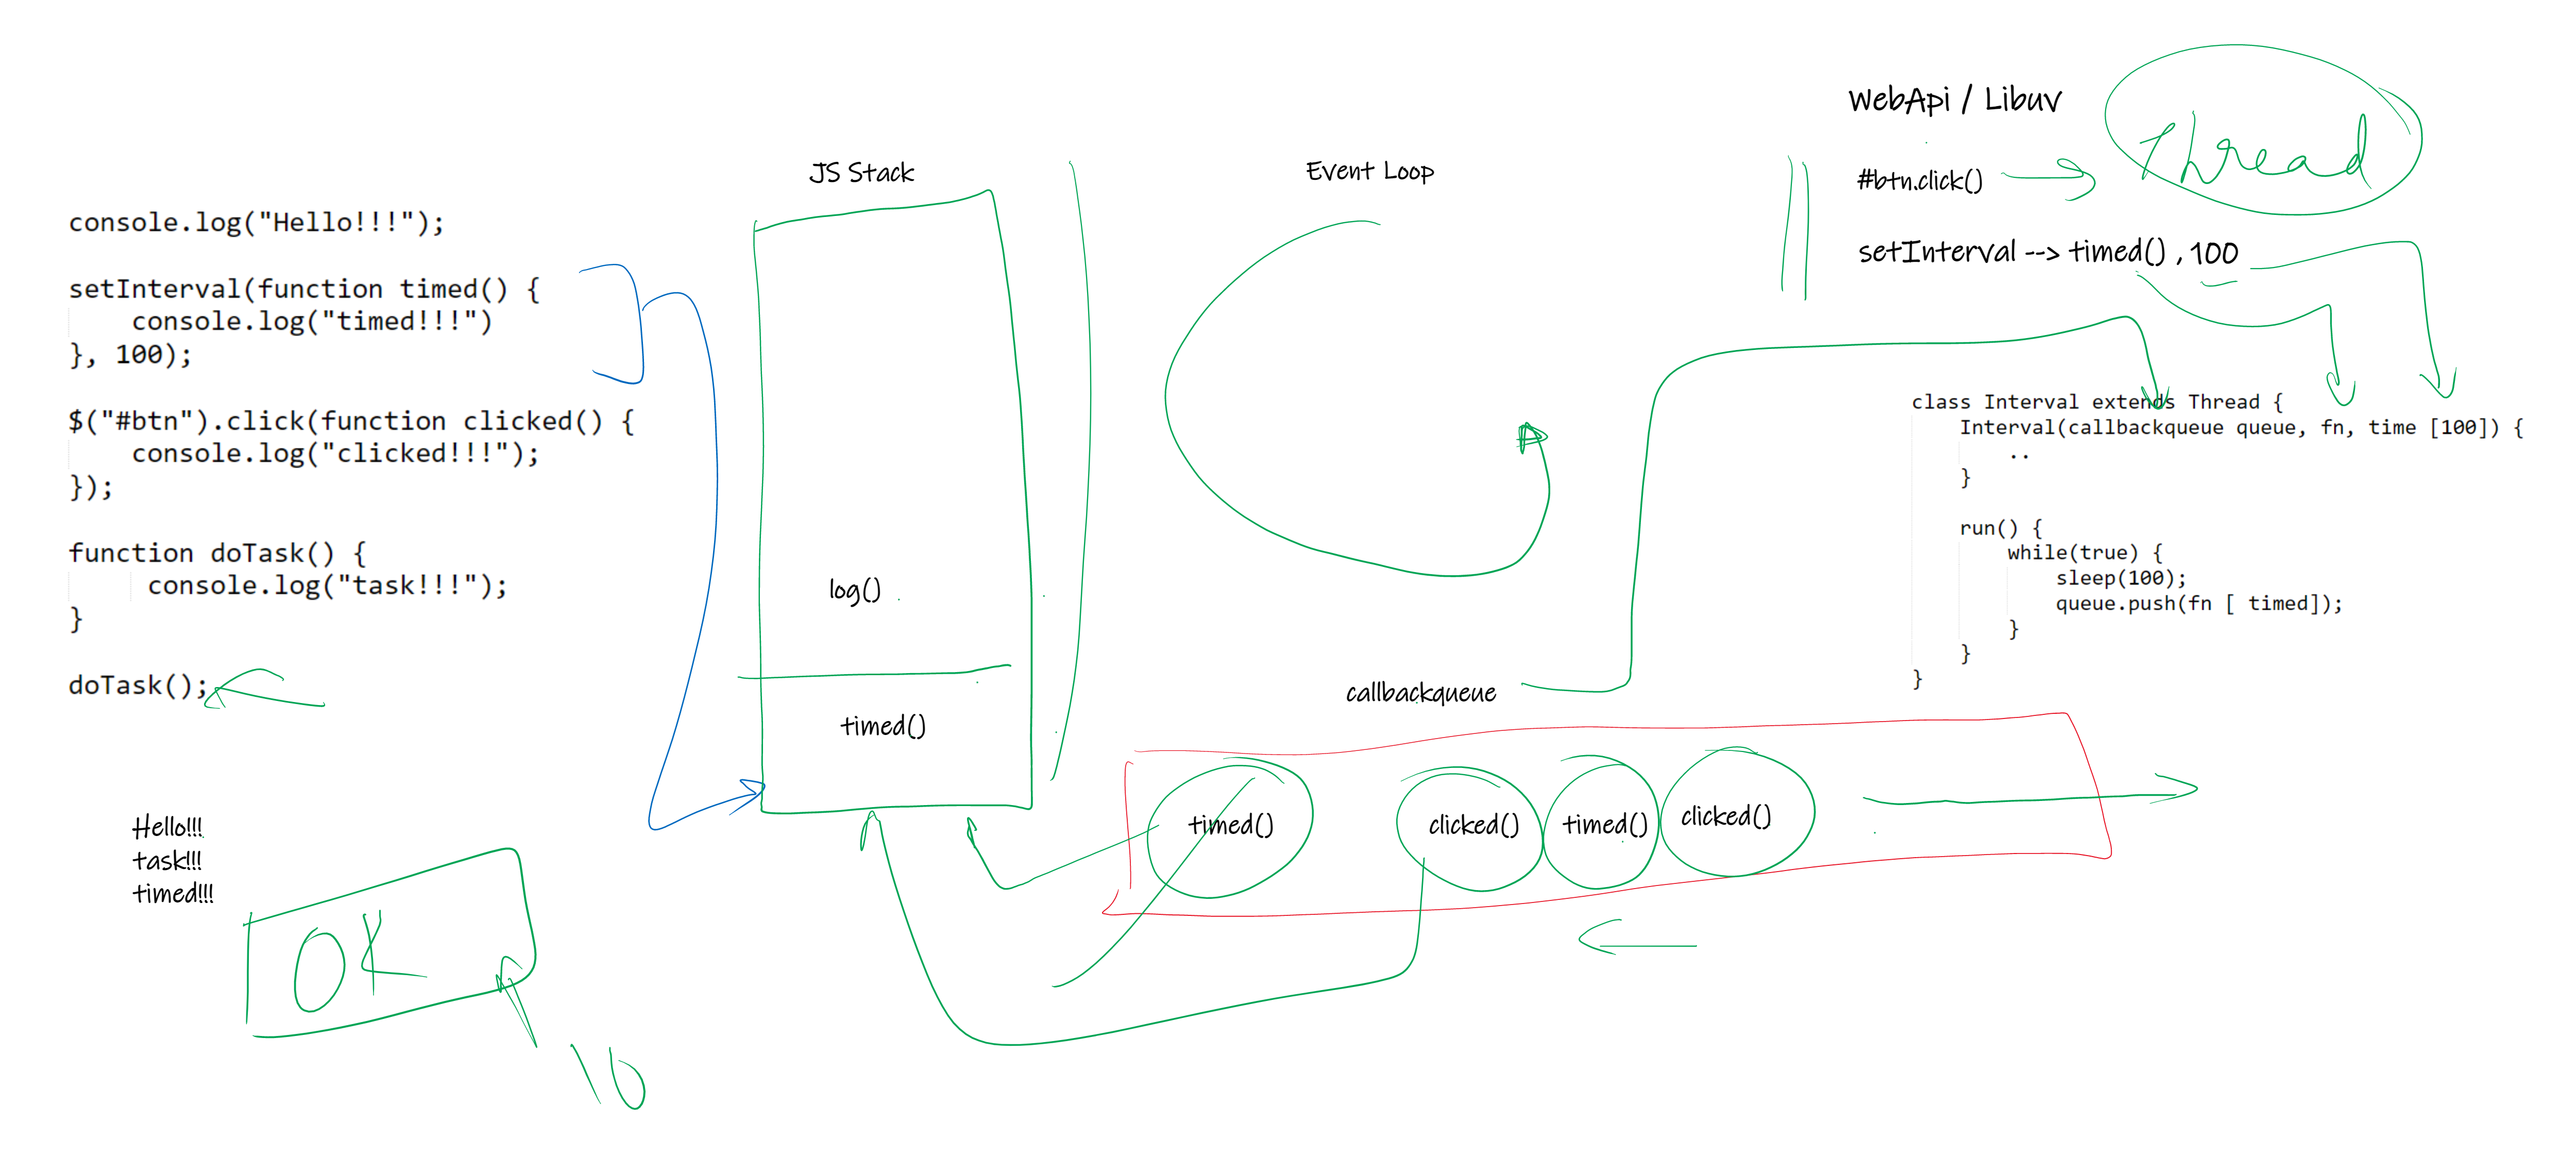 console.log("Hello!!!");
setInterval(function timed() {
console.log("timed!!!")
}, 100);
$("#btn").click(function clicked() {
console.log("clicked!!!");
});
function doTask() {
console.log("task!!!");
}
doTask();
Hello!!!
task!!!
timed!!!
OK
10
JS Stack
log()
timed()
Event Loop
callbackqueue
timed()
clicked()
timed()
clicked()
WebApi / Libuv
Thread
#btn.click()
setInterval --> timed() , 100
class Interval extends Thread {
Interval(callbackqueue queue, fn, time [100]) {
..
}
run() {
while(true) {
sleep(100);
queue.push(fn [ timed]);
}
}
}